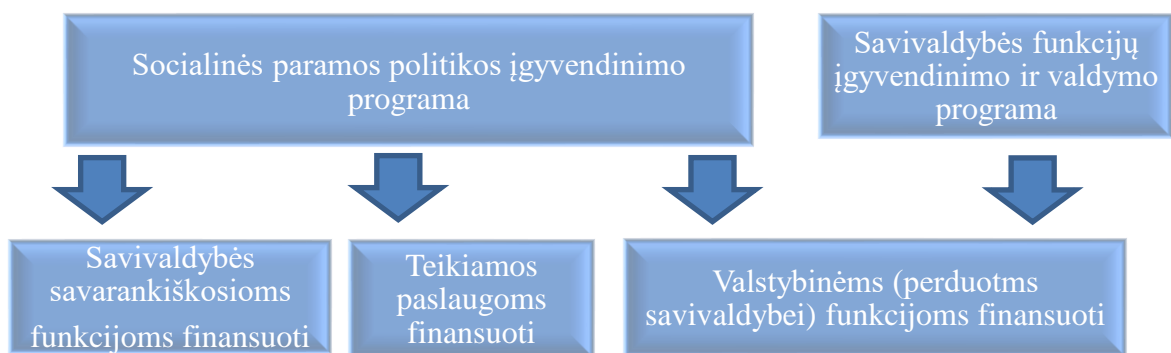 Socialinės paramos politikos įgyvendinimo
programa
Savivaldybės funkcijų
įgyvendinimo ir valdymo
programa
Savivaldybės
savarankiškosioms
funkcijoms finansuoti
Teikiamos
paslaugoms
finansuoti
Valstybinėms (perduotms
savivaldybei) funkcijoms finansuoti